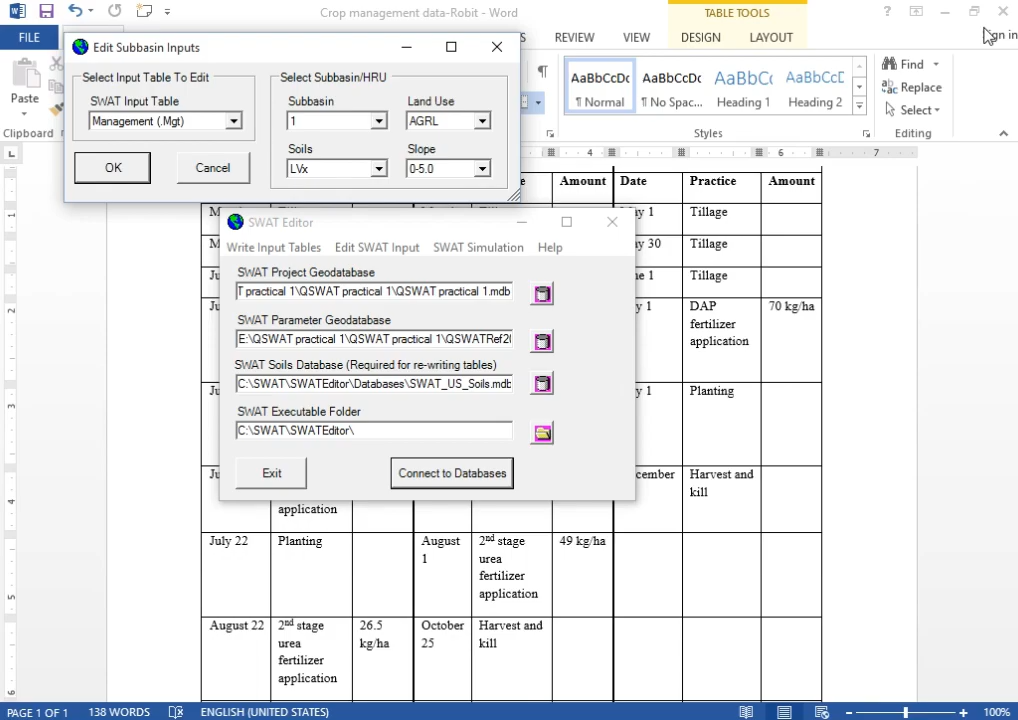 Crop management data-Robit - Word
TABLE TOOLS
FILE
REVIEW
VIEW
DESIGN
LAYOUT
in
Paste
Clipboard
Find
Replace
Select
Editing
AaBbCcDc
¶ Normal
AaBbCcDc
¶ No Spac...
AaBbC
Heading 1
AaBbCcC
Heading 2
Styles
Edit Subbasin Inputs
Select Input Table To Edit
SWAT Input Table
Management (.Mgt)
OK
Cancel
Select Subbasin/HRU
Subbasin
Land Use
1
AGRL
Soils
Slope
LVx
0-5.0
4
6
7
Amount
Date
Practice
Amount
Tillage
Tillage
Tillage
DAP
fertilizer
application
70 kg/ha
Planting
Harvest and
kill
SWAT Editor
Write Input Tables
Edit SWAT Input
SWAT Simulation
Help
SWAT Project Geodatabase
T practical 1\QSWAT practical 1\QSWAT practical 1.mdb
SWAT Parameter Geodatabase
E:\QSWAT practical 1\QSWAT practical 1\QSWATRef20
SWAT Soils Database (Required for re-writing tables)
C:\SWAT\SWATEditor\Databases\SWAT_US_Soils.mdb
SWAT Executable Folder
C:\SWAT\SWATEditor\
Exit
Connect to Databases
application
July 22
Planting
August
1
2nd stage
urea
fertilizer
application
49 kg/ha
August 22
2nd stage
urea
fertilizer
application
26.5
kg/ha
October
25
Harvest and
kill
PAGE 1 OF 1
138 WORDS
ENGLISH (UNITED STATES)
100%